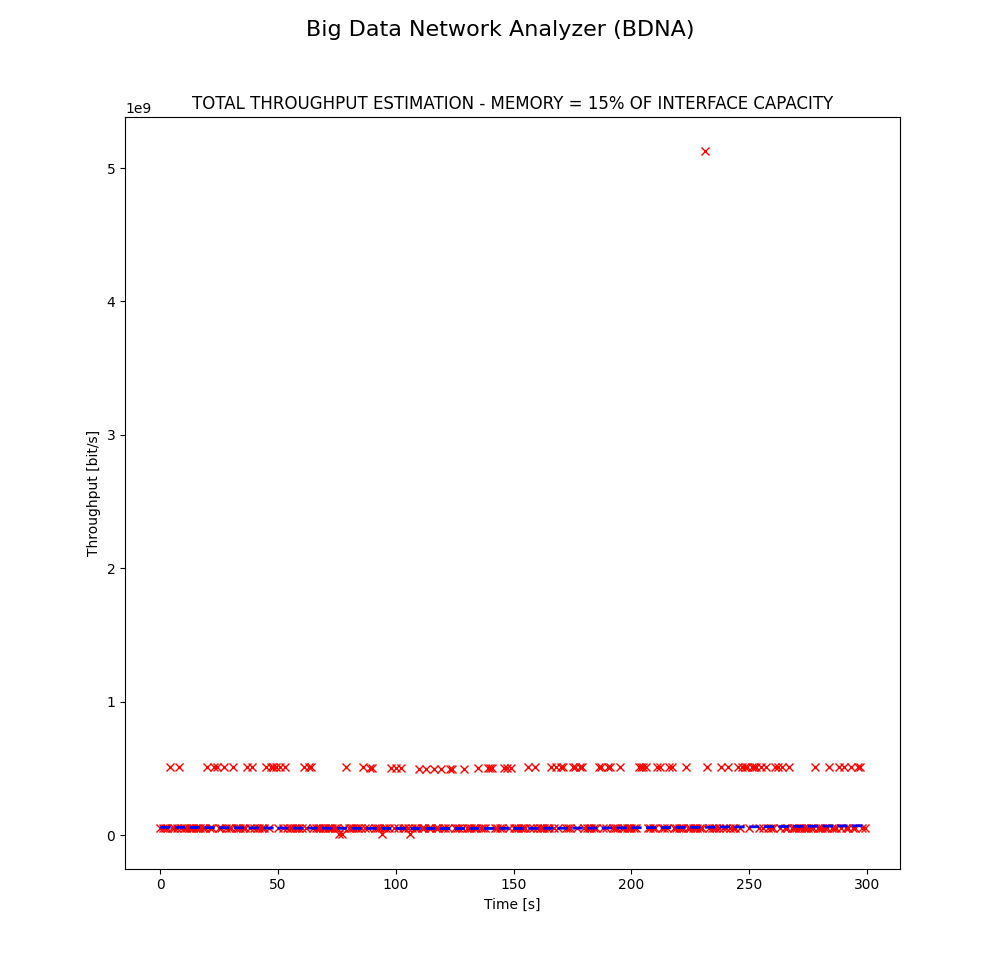 Big Data Network Analyzer (BDNA)
TOTAL THROUGHPUT ESTIMATION - MEMORY = 15% OF INTERFACE CAPACITY
1e9
5
4
3
2
1
0
Throughput [bit/s]
0 50 100 150 200 250 300
Time [s]